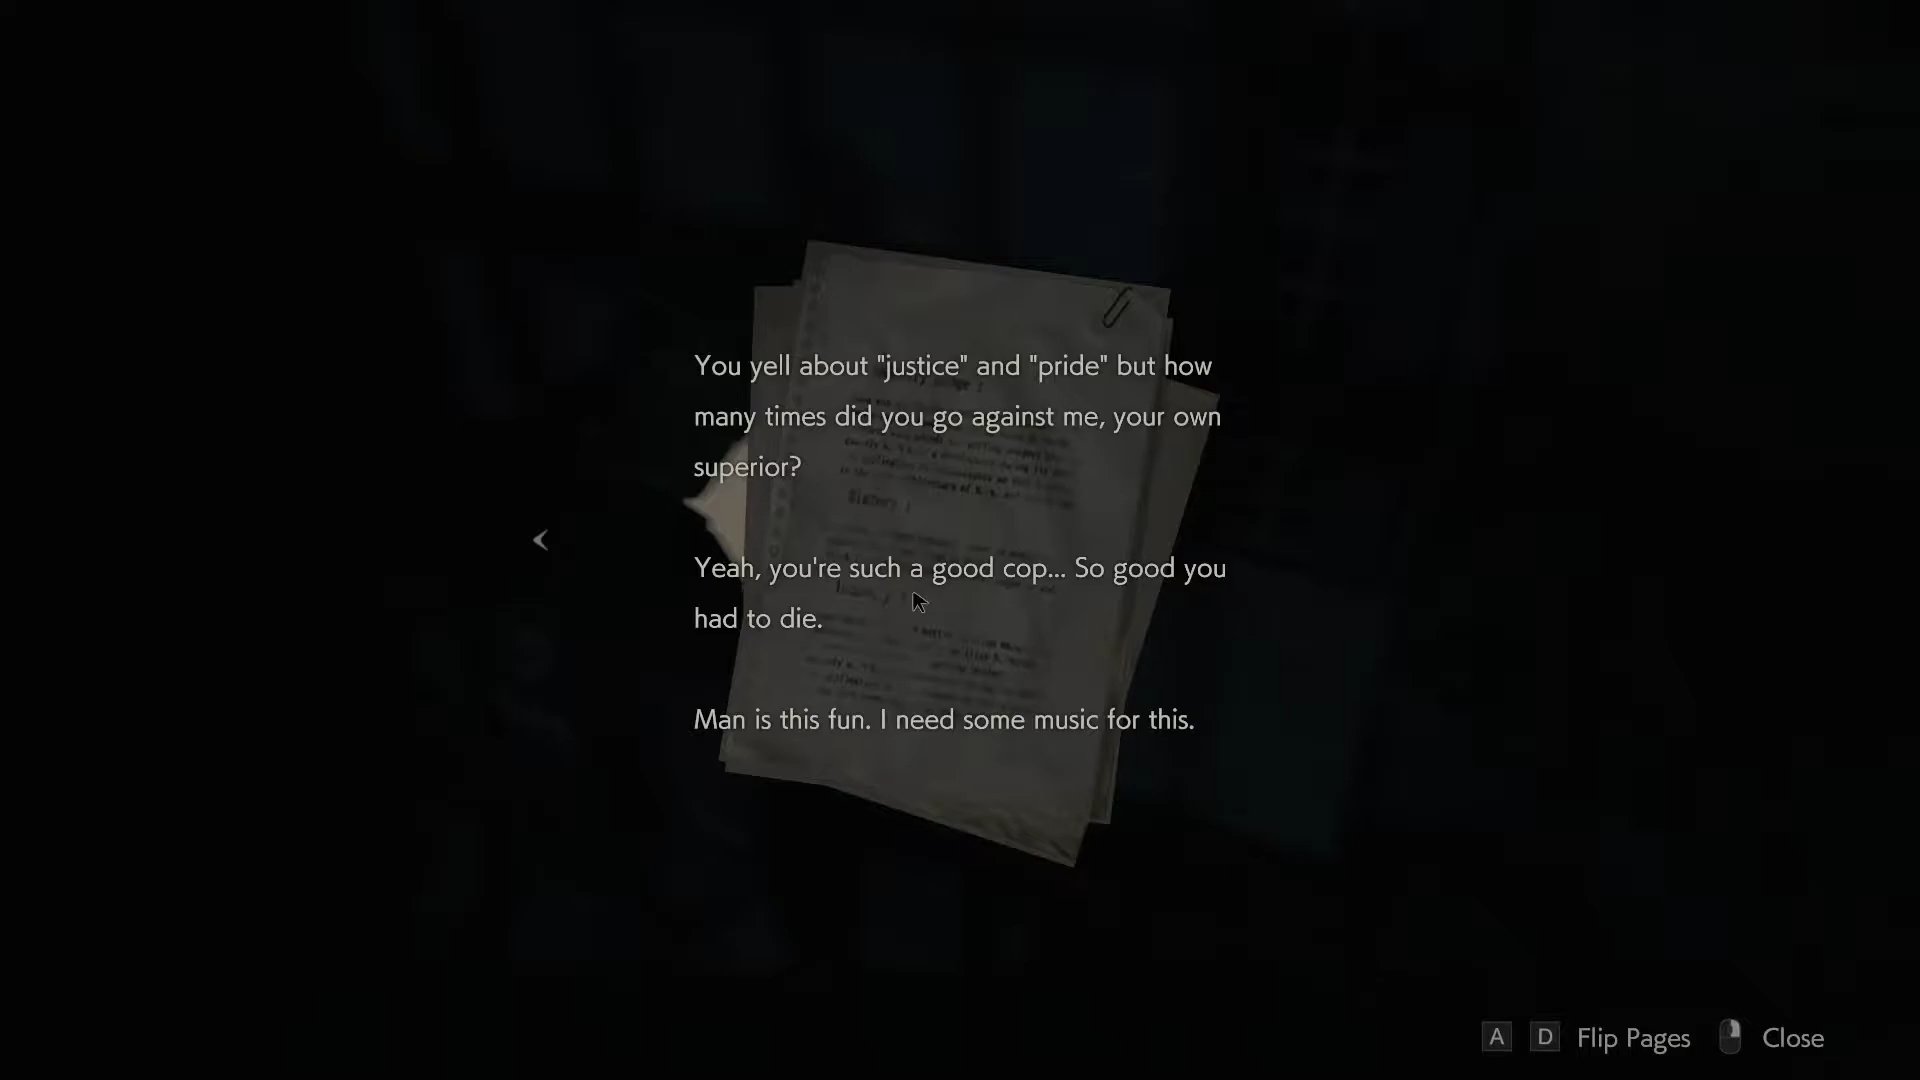 You yell about "justice" and "pride" but how
many times did you go against me, your own
superior?
Yeah, you're such a good cop... So good you
had to die.
Man is this fun. I need some music for this.
A D Flip Pages Close